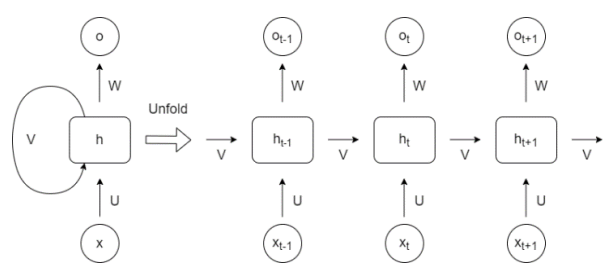 o o_{t-1} o_t o_{t+1}
W W W W
Unfold
V h h_{t-1} h_t h_{t+1}
V V V V
U U U U
x x_{t-1} x_t x_{t+1}